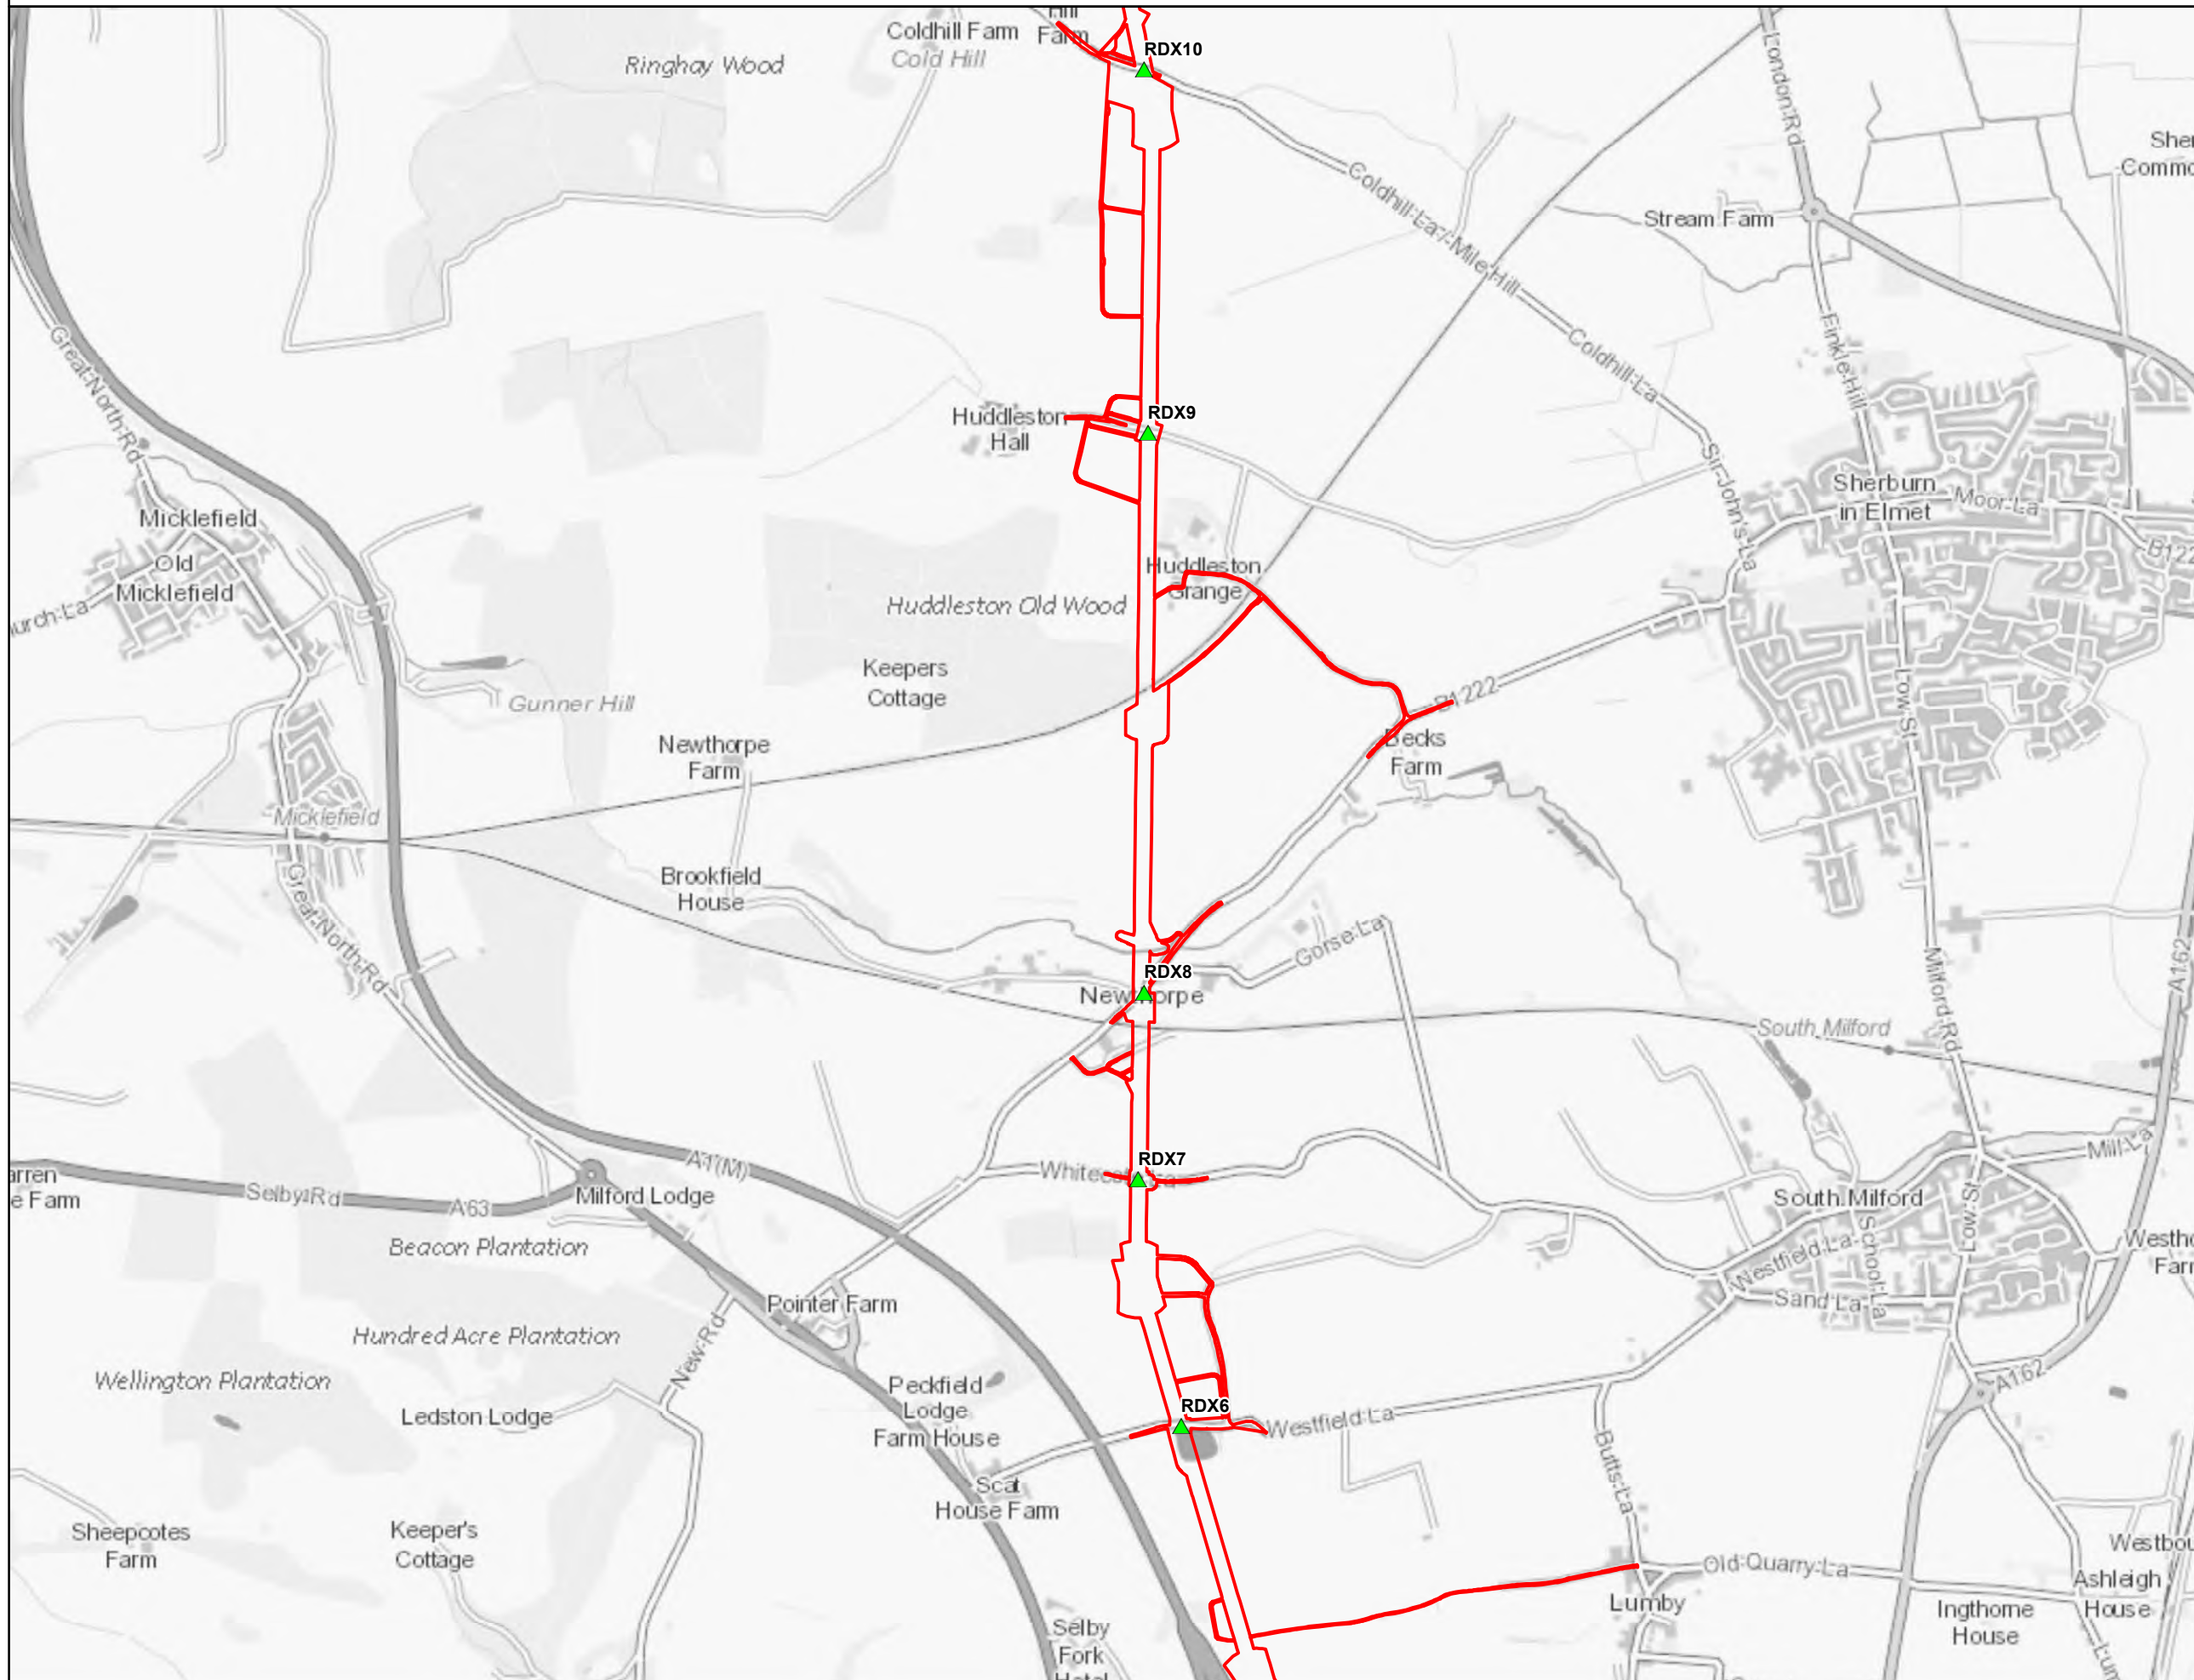 Hill
Coldhill Farm
Farm
Cold Hill
RDX10
Ringhay Wood
London Rd
Stream Farm
Coldhill La / Mile Hill
Coldhill La
Finkle Hill
Great North Rd
Huddleston
Hall
RDX9
Sir John's La
Sherburn
in Elmet
Moor La
Micklefield
Old
Micklefield
Huddleston
Grange
Huddleston Old Wood
Keepers
Cottage
Gunner Hill
B1222
Low St
Newthorpe
Farm
Becks
Farm
Micklefield
Brookfield
House
Great North Rd
Gorse La
Milford Rd
A162
RDX8
Newthorpe
South Milford
RDX7
A1(M)
Mill La
Selby Rd
A63
Milford Lodge
South Milford
Low St
School La
Westfield La
Sand La
Beacon Plantation
Pointer Farm
Hundred Acre Plantation
New Rd
Wellington Plantation
Peckfield
Lodge
Farm House
Ledston Lodge
RDX6
Westfield La
A162
Butts La
Scat
House Farm
Sheepcotes
Farm
Keeper's
Cottage
Old Quarry La
Lumby
Ashleigh
House
Ingthorne
House
Selby
Fork